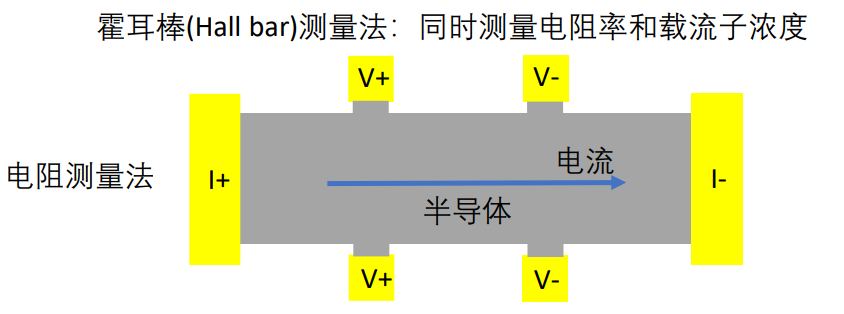 霍耳棒(Hall bar)测量法：同时测量电阻率和载流子浓度
V+
V-
电阻测量法
I+
电流
I-
半导体
V+
V-